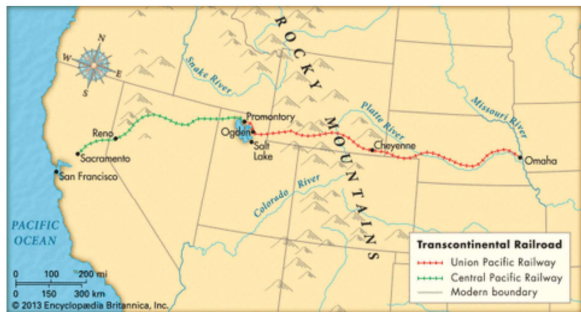 N
W
E
S
ROCKY MOUNTAINS
Snake River
Missouri River
Platte River
Promontory
Ogden
Salt
Lake
Reno
Cheyenne
Omaha
Sacramento
San Francisco
Colorado River
PACIFIC
OCEAN
Transcontinental Railroad
Union Pacific Railway
Central Pacific Railway
Modern boundary
0 100 200 mi
0 150 300 km
© 2013 Encyclopædia Britannica, Inc.